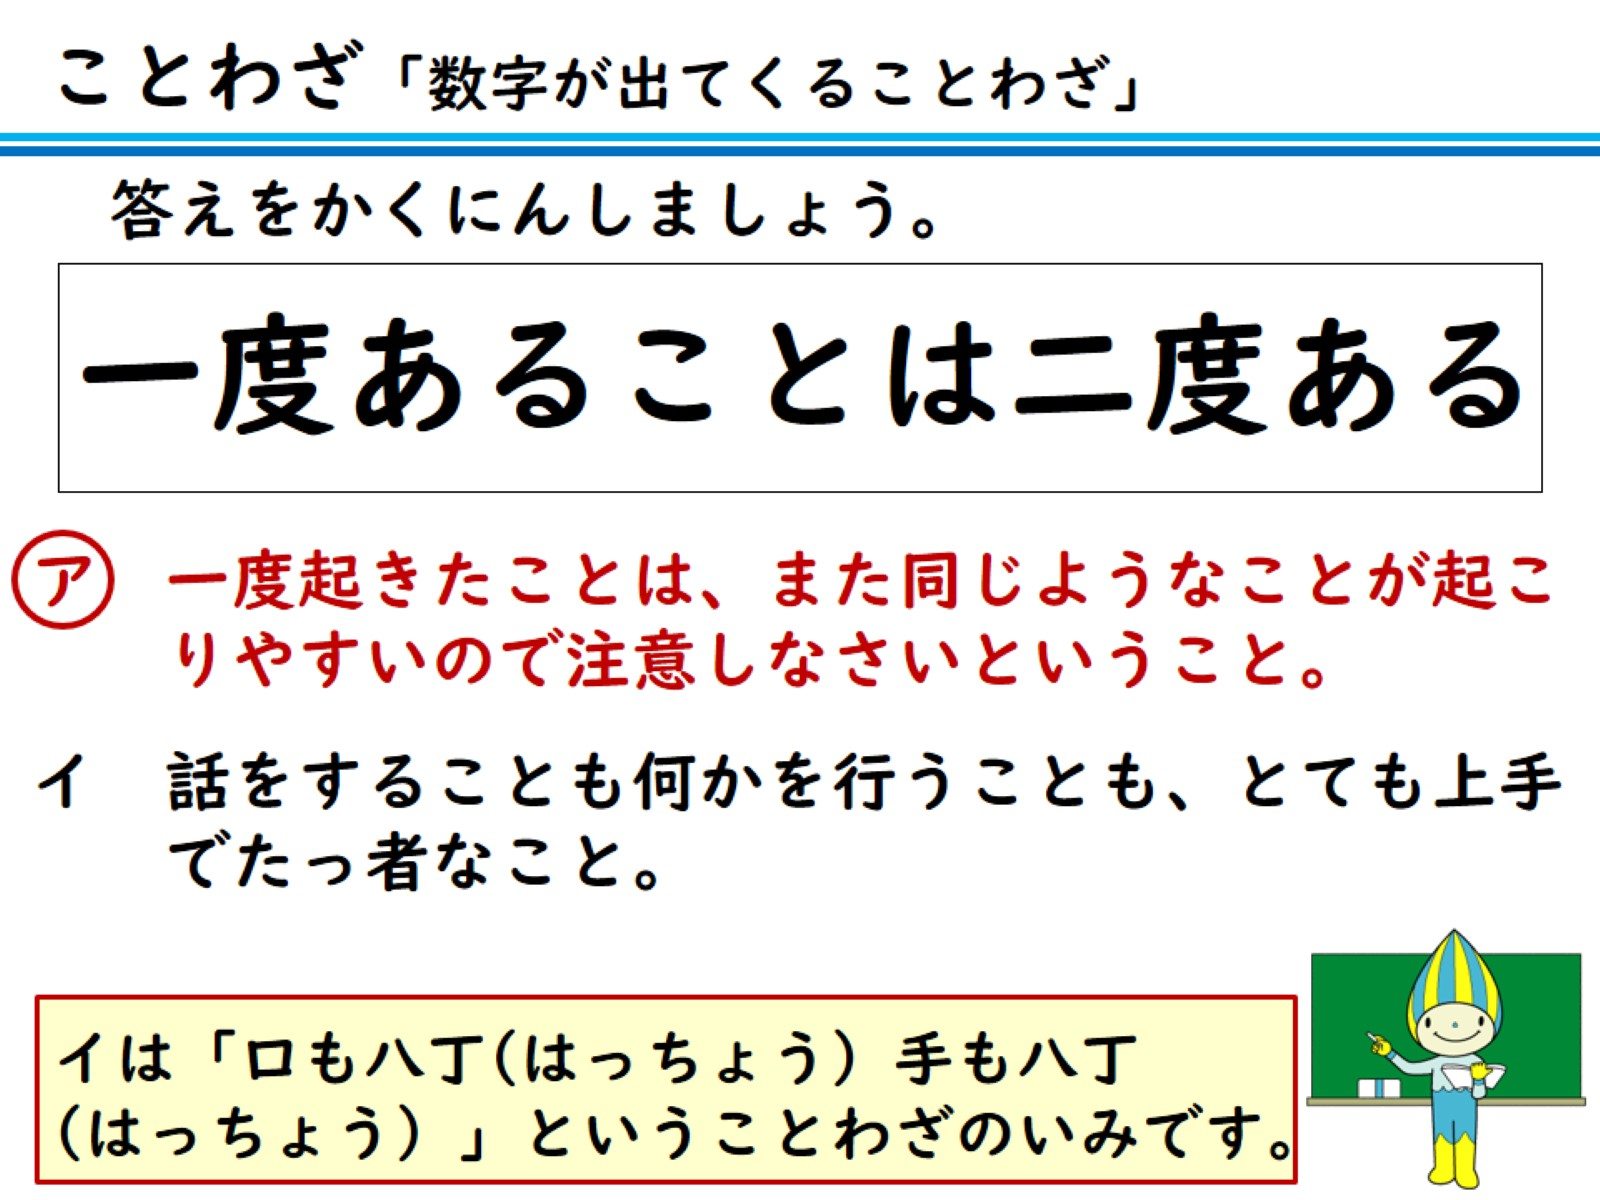 ことわざ「数字が出てくることわざ」
答えをかくにんしましょう。
一度あることは二度ある
ア 一度起きたことは、また同じようなことが起こ
りやすいので注意しなさいということ。
イ 話をすることも何かを行うことも、とても上手
でたっ者なこと。
イは「口も八丁(はっちょう)手も八丁
(はっちょう)」ということわざのいみです。